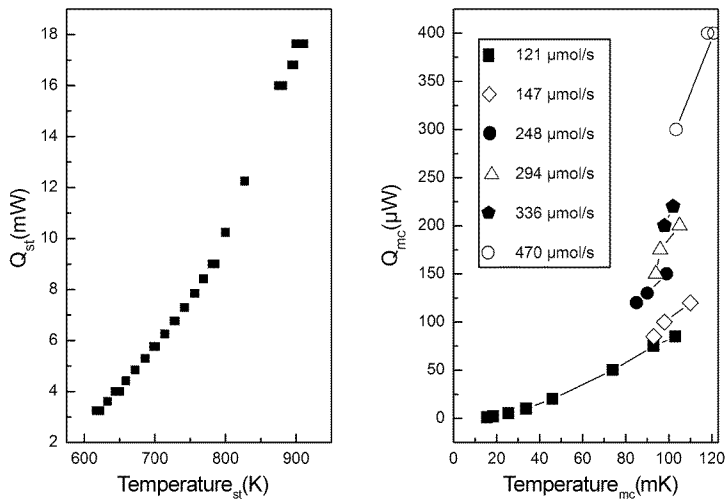 18
16
14
12
10
8
6
4
2
Q_st(mW)
600 700 800 900
Temperature_st(K)
400
350
300
250
200
150
100
50
0
Q_mc(µW)
121 µmol/s
147 µmol/s
248 µmol/s
294 µmol/s
336 µmol/s
470 µmol/s
0 20 40 60 80 100 120
Temperature_mc(mK)